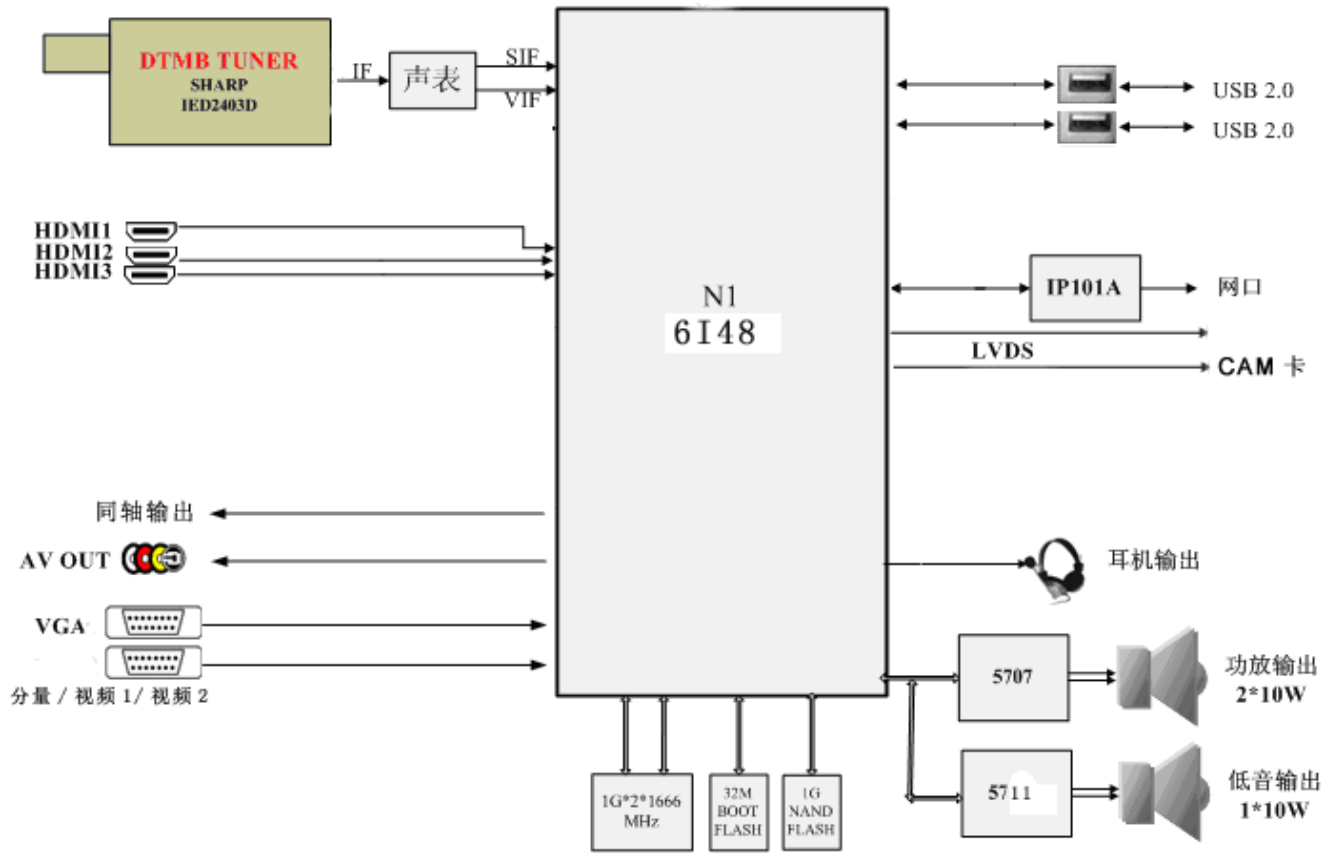 DTMB TUNER
SHARP
IED2403D
IF
声表
SIF
VIF
USB 2.0
USB 2.0
HDMI1
HDMI2
HDMI3
N1
6I48
IP101A
网口
LVDS
CAM 卡
同轴输出
AV OUT
耳机输出
VGA
分量 / 视频 1/ 视频 2
5707
功放输出
2*10W
1G*2*1666
MHz
32M
BOOT
FLASH
1G
NAND
FLASH
5711
低音输出
1*10W